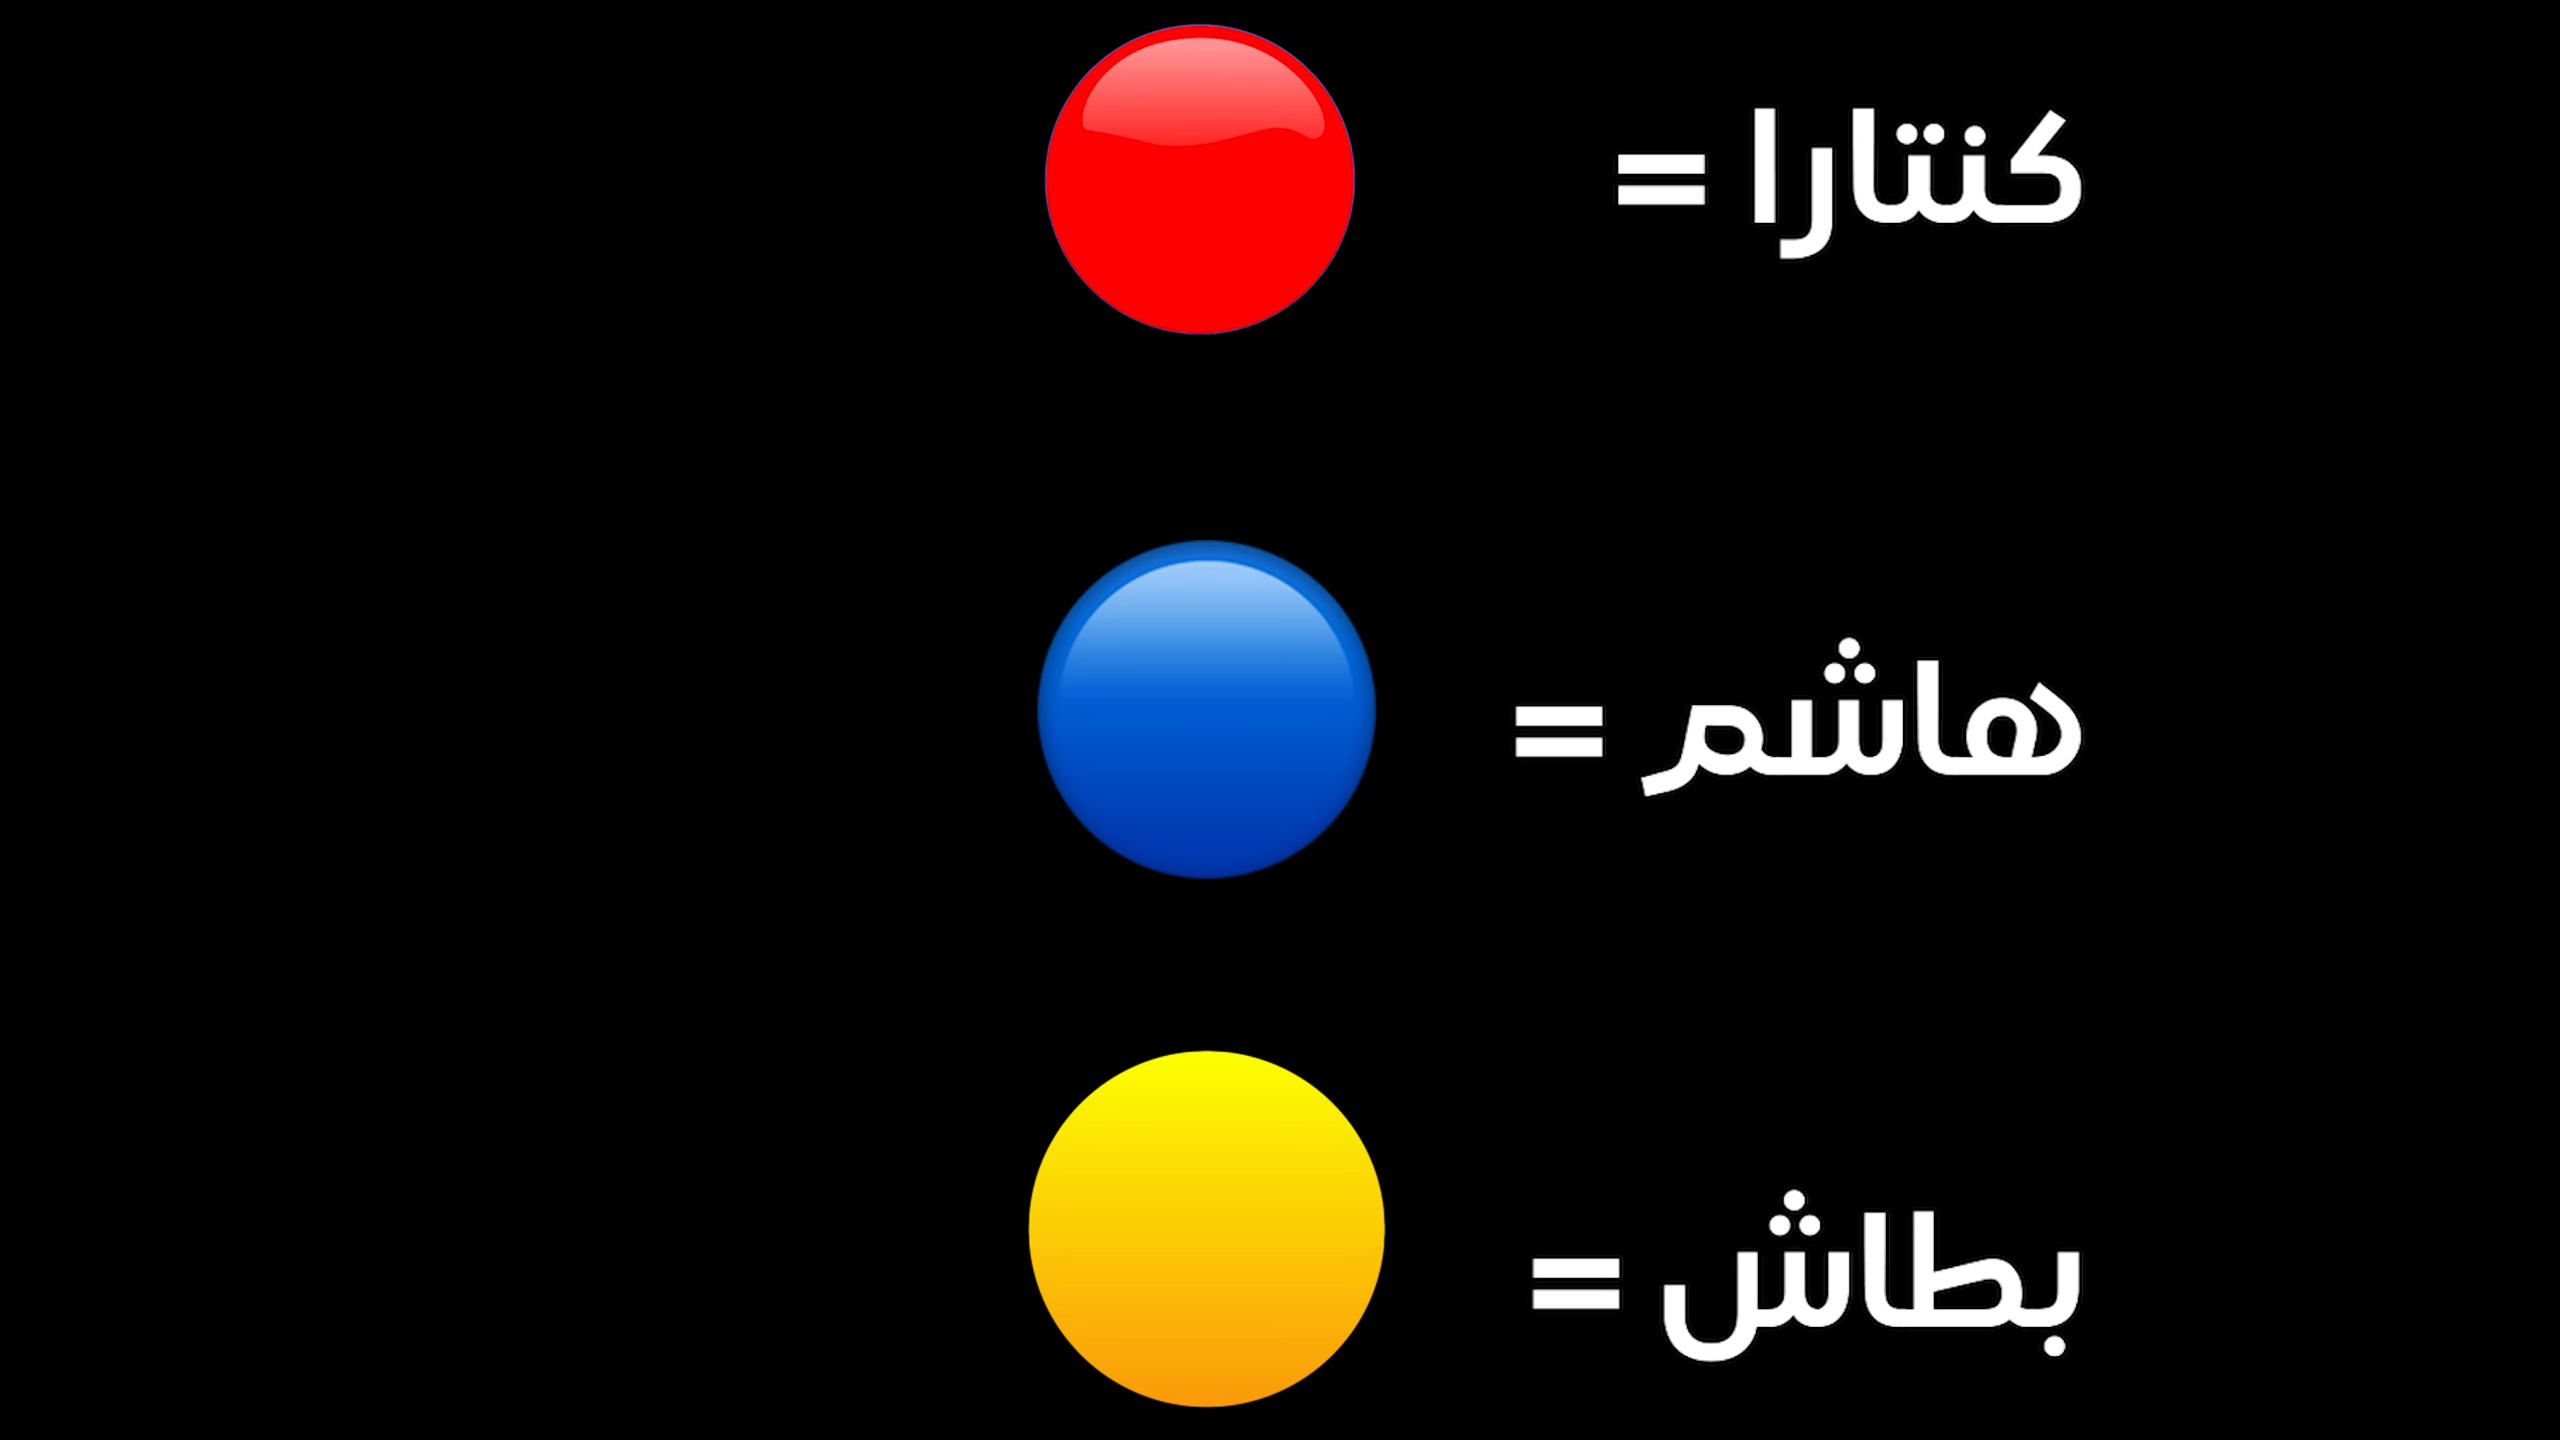 كنتارا =
هاشم =
بطاش =